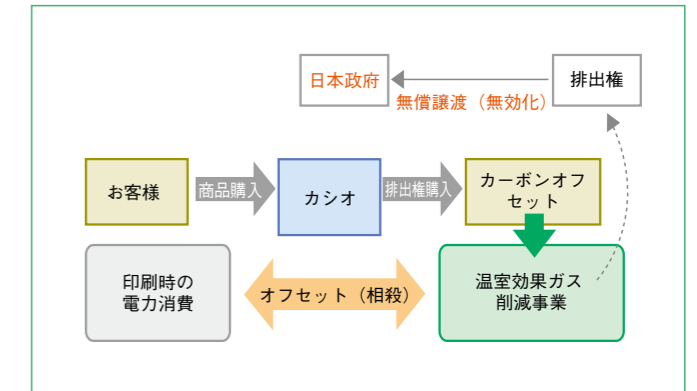 日本政府
排出権
無償譲渡（無効化）
お客様
商品購入
カシオ
排出権購入
カーボンオフ
セット
印刷時の
電力消費
オフセット（相殺）
温室効果ガス
削減事業